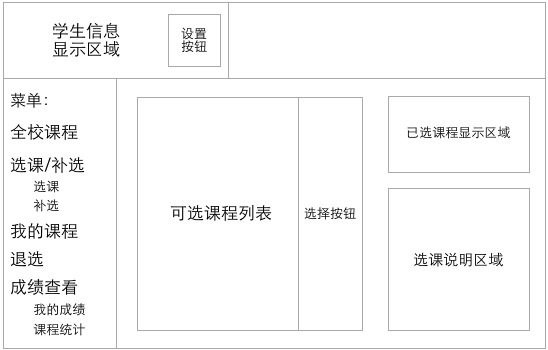 学生信息
显示区域
设置
按钮
菜单：
全校课程
选课/补选
选课
补选
我的课程
退选
成绩查看
我的成绩
课程统计
可选课程列表
选择按钮
已选课程显示区域
选课说明区域